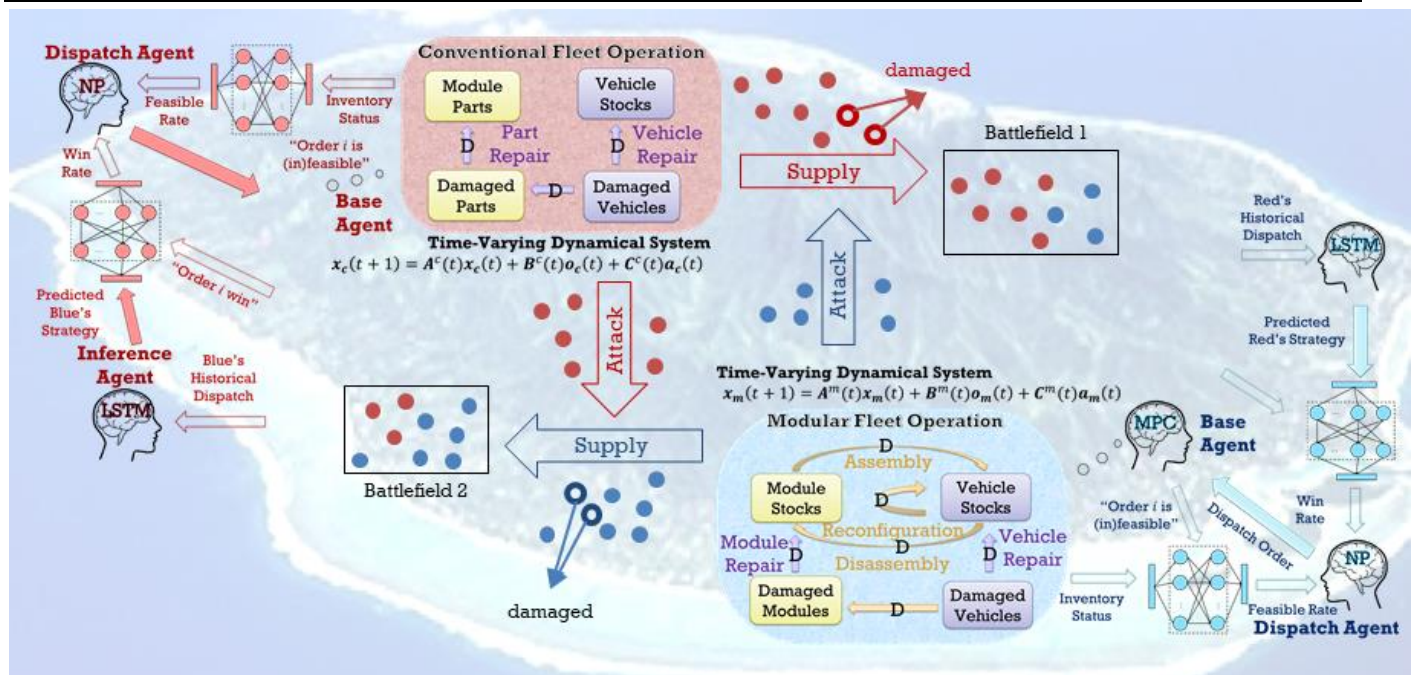 Dispatch Agent
NP
Feasible
Rate
Inventory
Status
Win
Rate
"Order i is
(in)feasible"
Base
Agent
Conventional Fleet Operation
Module
Parts
Vehicle
Stocks
D
Part
Repair
D
Vehicle
Repair
Damaged
Parts
D
Damaged
Vehicles
Time-Varying Dynamical System
x_c(t + 1) = A^c(t)x_c(t) + B^c(t)o_c(t) + C^c(t)a_c(t)
damaged
Supply
Battlefield 1
Attack
Red's
Historical
Dispatch
LSTM
Predicted
Red's Strategy
"Order i win"
Predicted
Blue's
Strategy
Inference
Agent
LSTM
Blue's
Historical
Dispatch
Attack
Supply
Battlefield 2
damaged
Time-Varying Dynamical System
x_m(t + 1) = A^m(t)x_m(t) + B^m(t)o_m(t) + C^m(t)a_m(t)
Modular Fleet Operation
D
Assembly
Module
Stocks
D
Vehicle
Stocks
Reconfiguration
D
Disassembly
Module
Repair
D
D
Vehicle
Repair
Damaged
Modules
D
Damaged
Vehicles
MPC
Base
Agent
"Order i is
(in)feasible"
Dispatch Order
Win
Rate
NP
Inventory
Status
Feasible Rate
Dispatch Agent